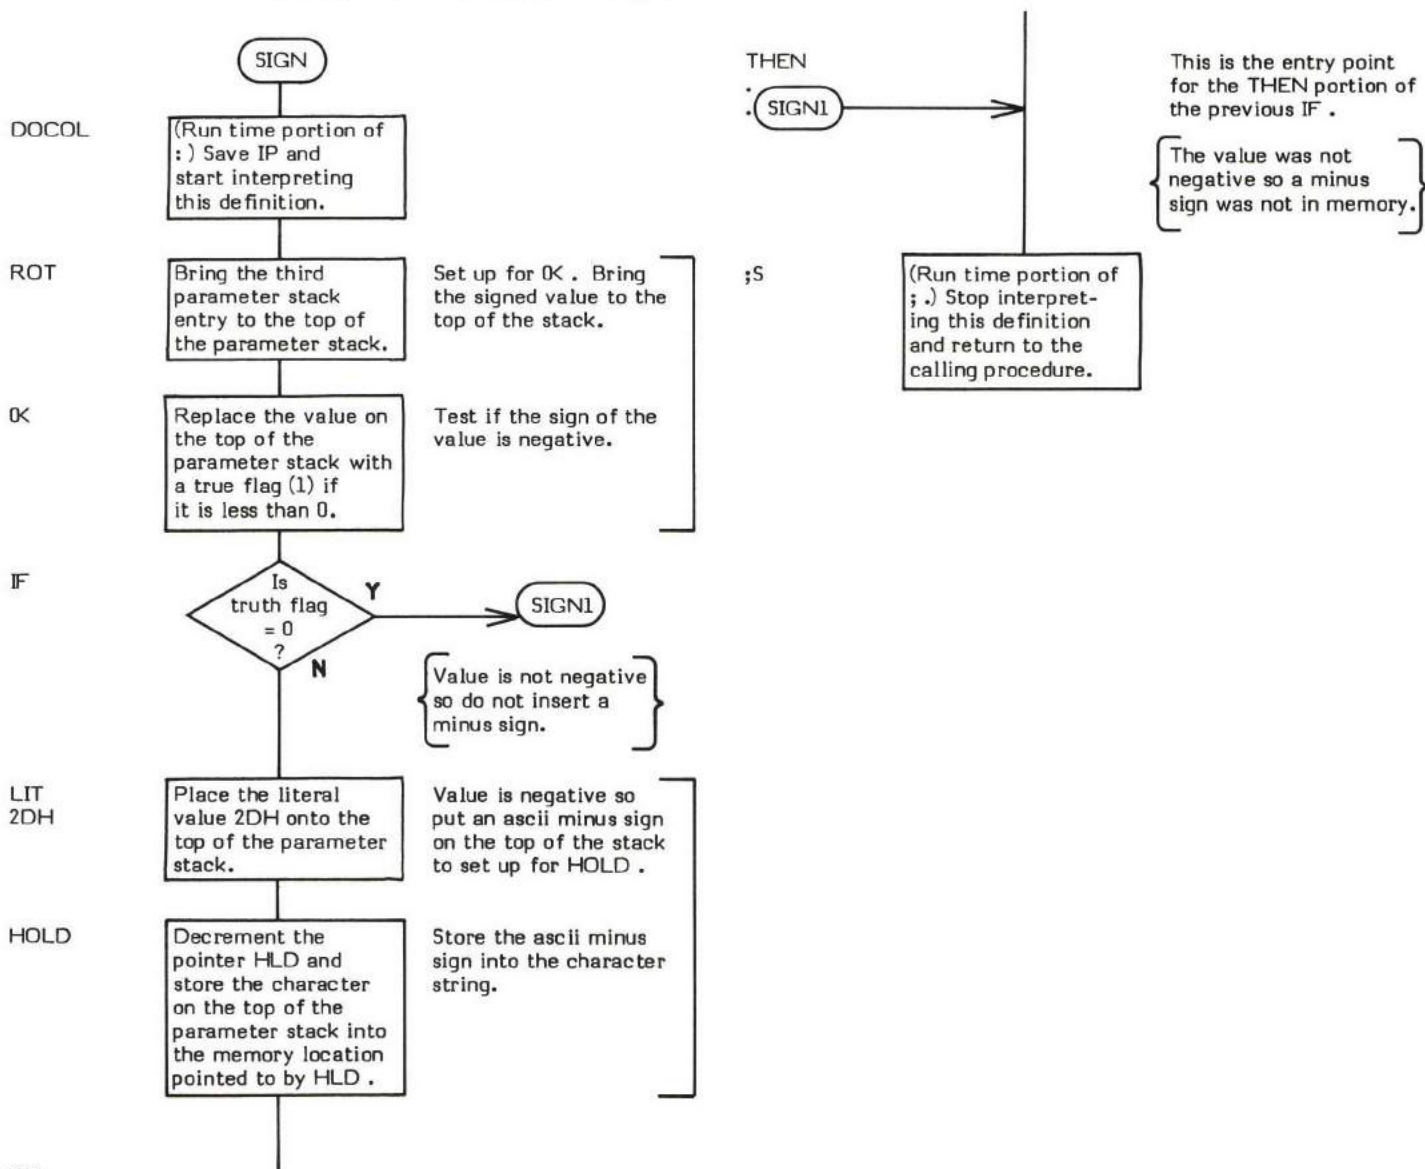 SIGN
DOCOL
(Run time portion of
: ) Save IP and
start interpreting
this definition.
ROT
Bring the third
parameter stack
entry to the top of
the parameter stack.
Set up for 0< . Bring
the signed value to the
top of the stack.
0<
Replace the value on
the top of the
parameter stack with
a true flag (1) if
it is less than 0.
Test if the sign of the
value is negative.
IF
Is
truth flag
= 0
?
Y
N
SIGN1
Value is not negative
so do not insert a
minus sign.
LIT
2DH
Place the literal
value 2DH onto the
top of the parameter
stack.
Value is negative so
put an ascii minus sign
on the top of the stack
to set up for HOLD .
HOLD
Decrement the
pointer HLD and
store the character
on the top of the
parameter stack into
the memory location
pointed to by HLD .
Store the ascii minus
sign into the character
string.
THEN
:
SIGN1
This is the entry point
for the THEN portion of
the previous IF .
The value was not
negative so a minus
sign was not in memory.
;S
(Run time portion of
; .) Stop interpret-
ing this definition
and return to the
calling procedure.